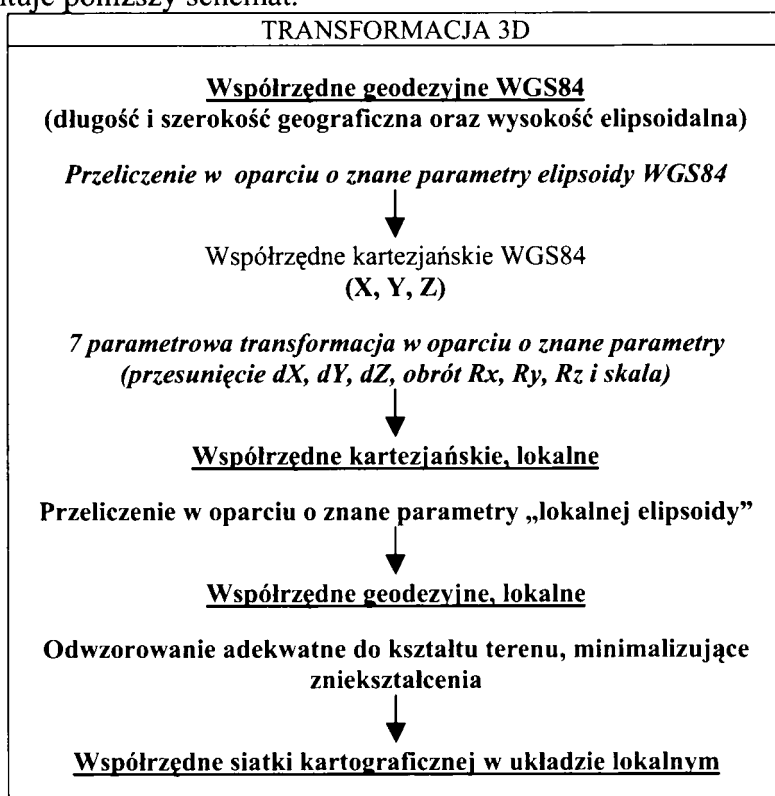 ituje poniższy schemat.
TRANSFORMACJA 3D
Współrzędne geodezyjne WGS84
(długość i szerokość geograficzna oraz wysokość elipsoidalna)
Przeliczenie w oparciu o znane parametry elipsoidy WGS84
Współrzędne kartezjańskie WGS84
(X, Y, Z)
7 parametrowa transformacja w oparciu o znane parametry
(przesunięcie dX, dY, dZ, obrót Rx, Ry, Rz i skala)
Współrzędne kartezjańskie, lokalne
Przeliczenie w oparciu o znane parametry „lokalnej elipsoidy”
Współrzędne geodezyjne, lokalne
Odwzorowanie adekwatne do kształtu terenu, minimalizujące
zniekształcenia
Współrzędne siatki kartograficznej w układzie lokalnym